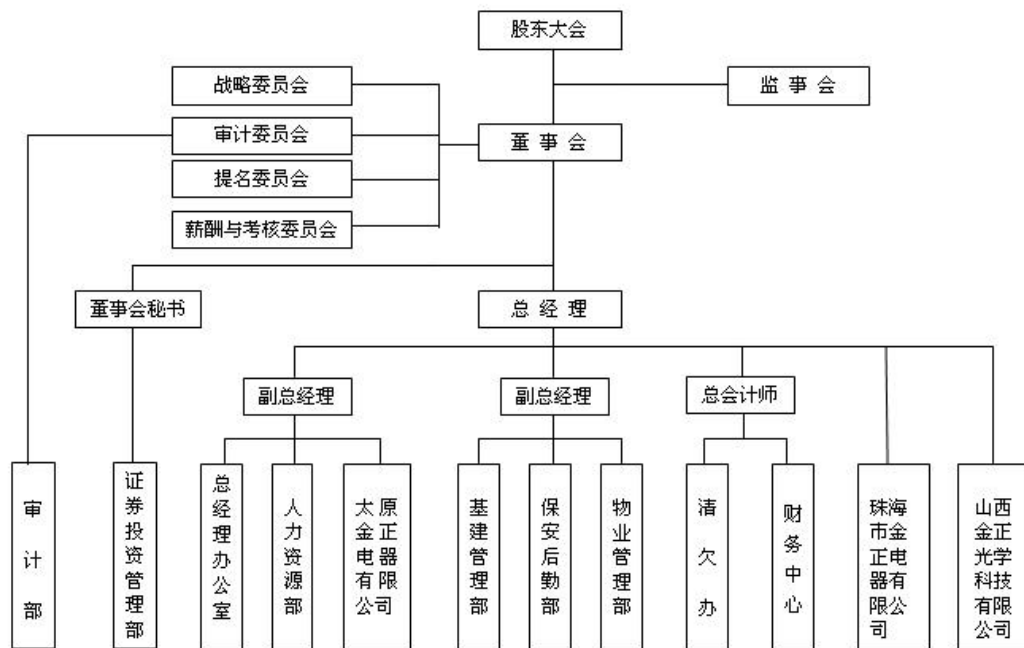 股东大会
战略委员会
监 事 会
审计委员会
董 事 会
提名委员会
薪酬与考核委员会
董事会秘书
总 经 理
副总经理
副总经理
总会计师
审计部
证券投资管理部
总经理办公室
人力资源部
太原
金正
电器
有限
公司
基建管理部
保安后勤部
物业管理部
清欠办
财务中心
珠海
市金
正电
器有
限公
司
山西
金正
光学
科技
有限
公司